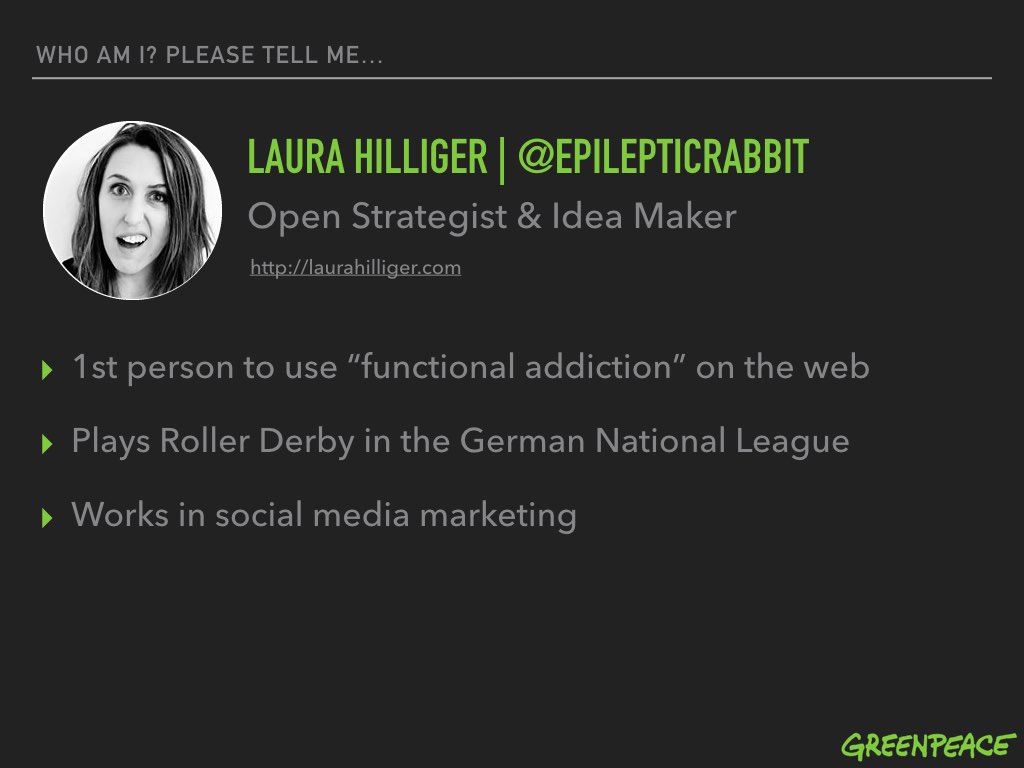 WHO AM I? PLEASE TELL ME...
LAURA HILLIGER | @EPILEPTICRABBIT
Open Strategist & Idea Maker
http://laurahilliger.com
1st person to use “functional addiction” on the web
Plays Roller Derby in the German National League
Works in social media marketing
GREENPEACE